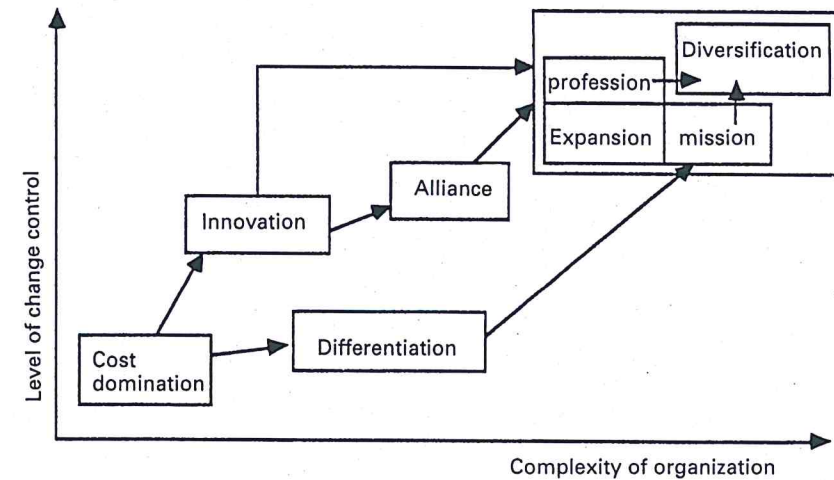 Diversification
profession
Expansion
mission
Alliance
Innovation
Differentiation
Cost
domination
Level of change control
Complexity of organization